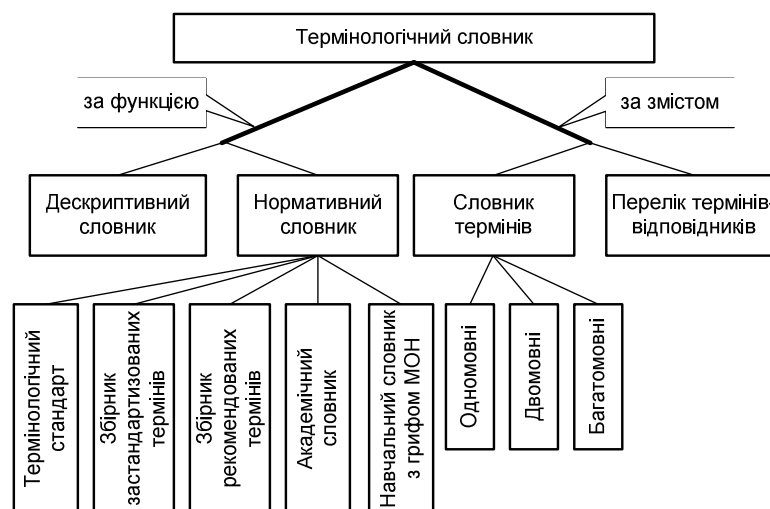 Термінологічний словник
за функцією
за змістом
Дескриптивний
словник
Нормативний
словник
Словник
термінів
Перелік термінів-
відповідників
Термінологічний
стандарт
Збірник
застандартизованих
термінів
Збірник
рекомендованих
термінів
Академічний
словник
Навчальний словник
з грифом МОН
Одномовні
Двомовні
Багатомовні